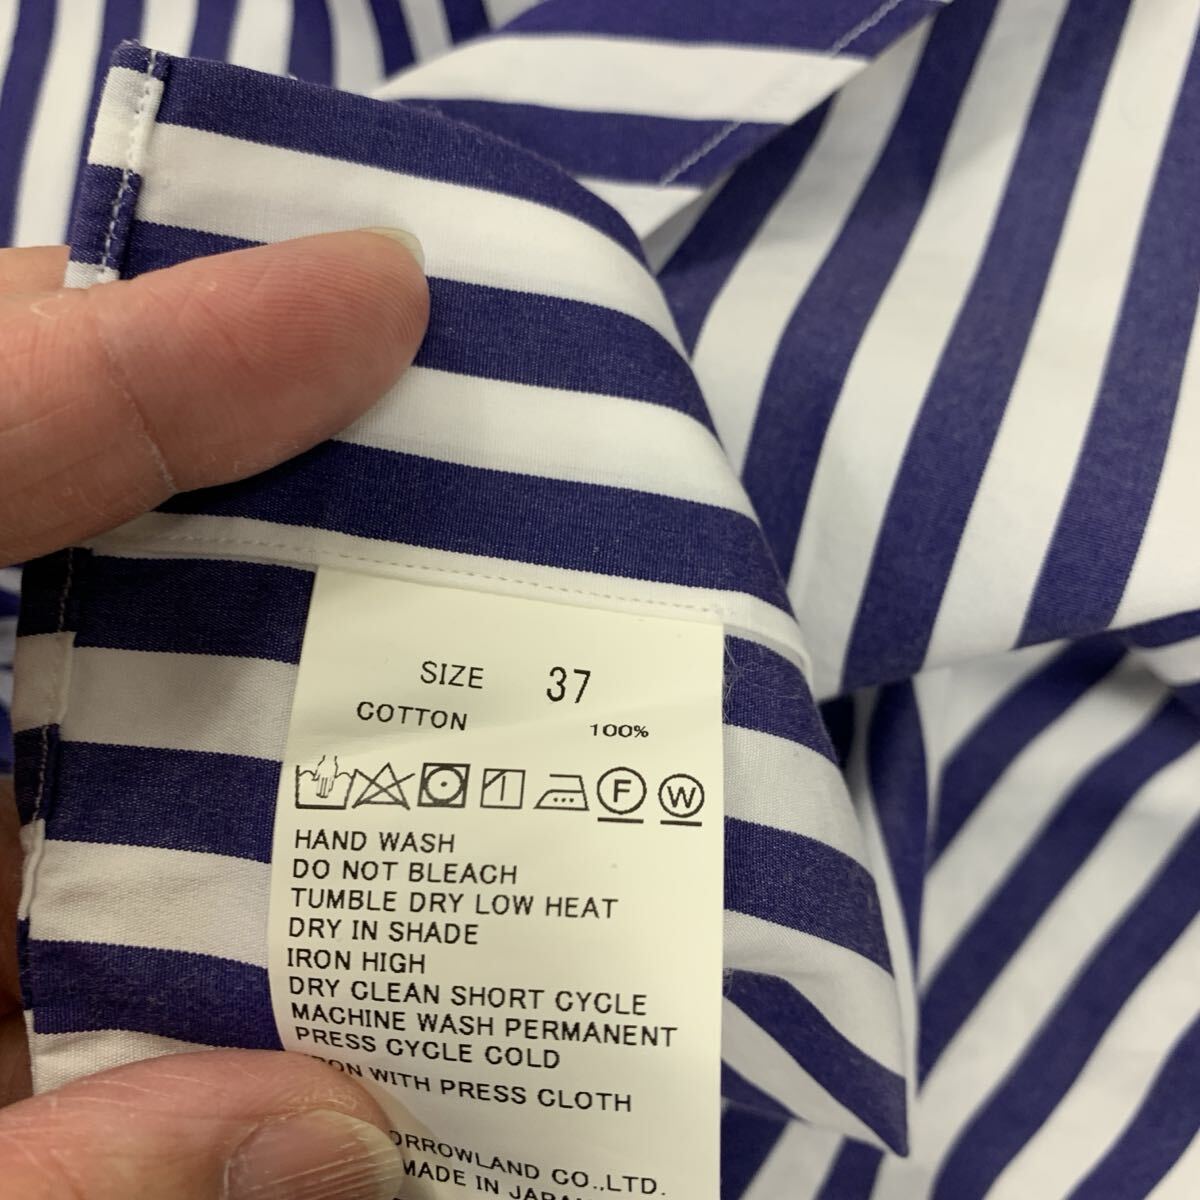 SIZE 37
COTTON 100%
F W
HAND WASH
DO NOT BLEACH
TUMBLE DRY LOW HEAT
DRY IN SHADE
IRON HIGH
DRY CLEAN SHORT CYCLE
MACHINE WASH PERMANENT
PRESS CYCLE COLD
WITH PRESS CLOTH
CO.,LTD.
MADE IN